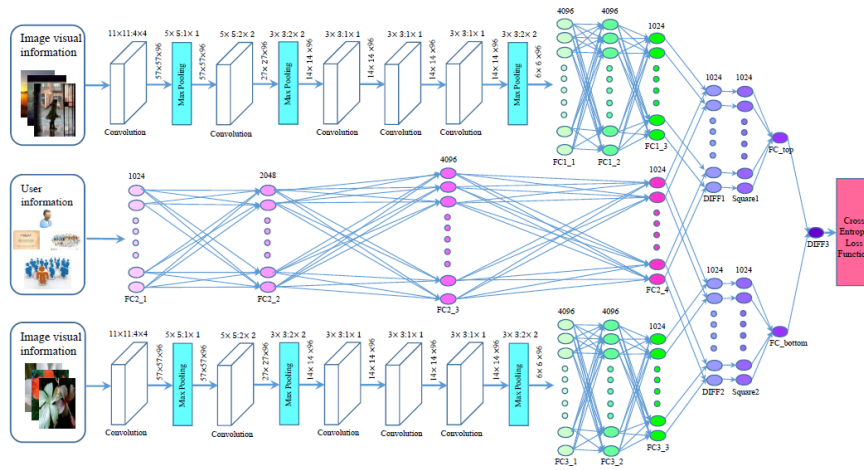 Image visual
information
11×11:4×4
Convolution
57×57×96
5× 5:1× 1
Max Pooling
57×57×96
5× 5:2× 2
Convolution
27× 27×96
3× 3:2× 2
Max Pooling
14× 14 ×96
3× 3:1× 1
Convolution
14× 14 ×96
3× 3:1× 1
Convolution
14× 14 ×96
3× 3:1× 1
Convolution
14× 14 ×96
3× 3:2× 2
Max Pooling
6× 6 ×96
4096
FC1_1
4096
FC1_2
1024
FC1_3
1024
DIFF1
1024
Square1
FC_top
User
information
1024
FC2_1
2048
FC2_2
4096
FC2_3
1024
FC2_4
DIFF3
Cross
Entrop
Loss
Function
Image visual
information
11×11:4×4
Convolution
57×57×96
5× 5:1× 1
Max Pooling
57×57×96
5× 5:2× 2
Convolution
27× 27×96
3× 3:2× 2
Max Pooling
14× 14 ×96
3× 3:1× 1
Convolution
14× 14 ×96
3× 3:1× 1
Convolution
14× 14 ×96
3× 3:1× 1
Convolution
14× 14 ×96
3× 3:2× 2
Max Pooling
6× 6 ×96
4096
FC3_1
4096
FC3_2
1024
FC3_3
1024
DIFF2
1024
Square2
FC_bottom